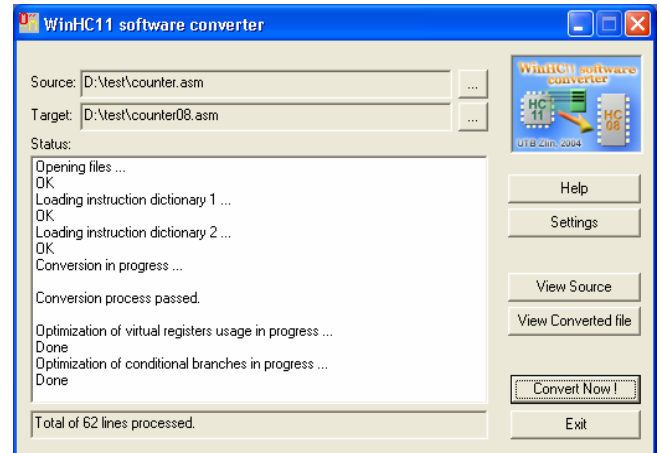 WinHC11 software converter
Source: D:\test\counter.asm ...
Target: D:\test\counter08.asm ...
Status:
Opening files ...
OK
Loading instruction dictionary 1 ...
OK
Loading instruction dictionary 2 ...
OK
Conversion in progress ...
Conversion process passed.
Optimization of virtual registers usage in progress ...
Done
Optimization of conditional branches in progress ...
Done
Total of 62 lines processed.
WinHC11 software
converter
HC
11
HC
08
UTB Zlin, 2004
Help
Settings
View Source
View Converted file
Convert Now !
Exit